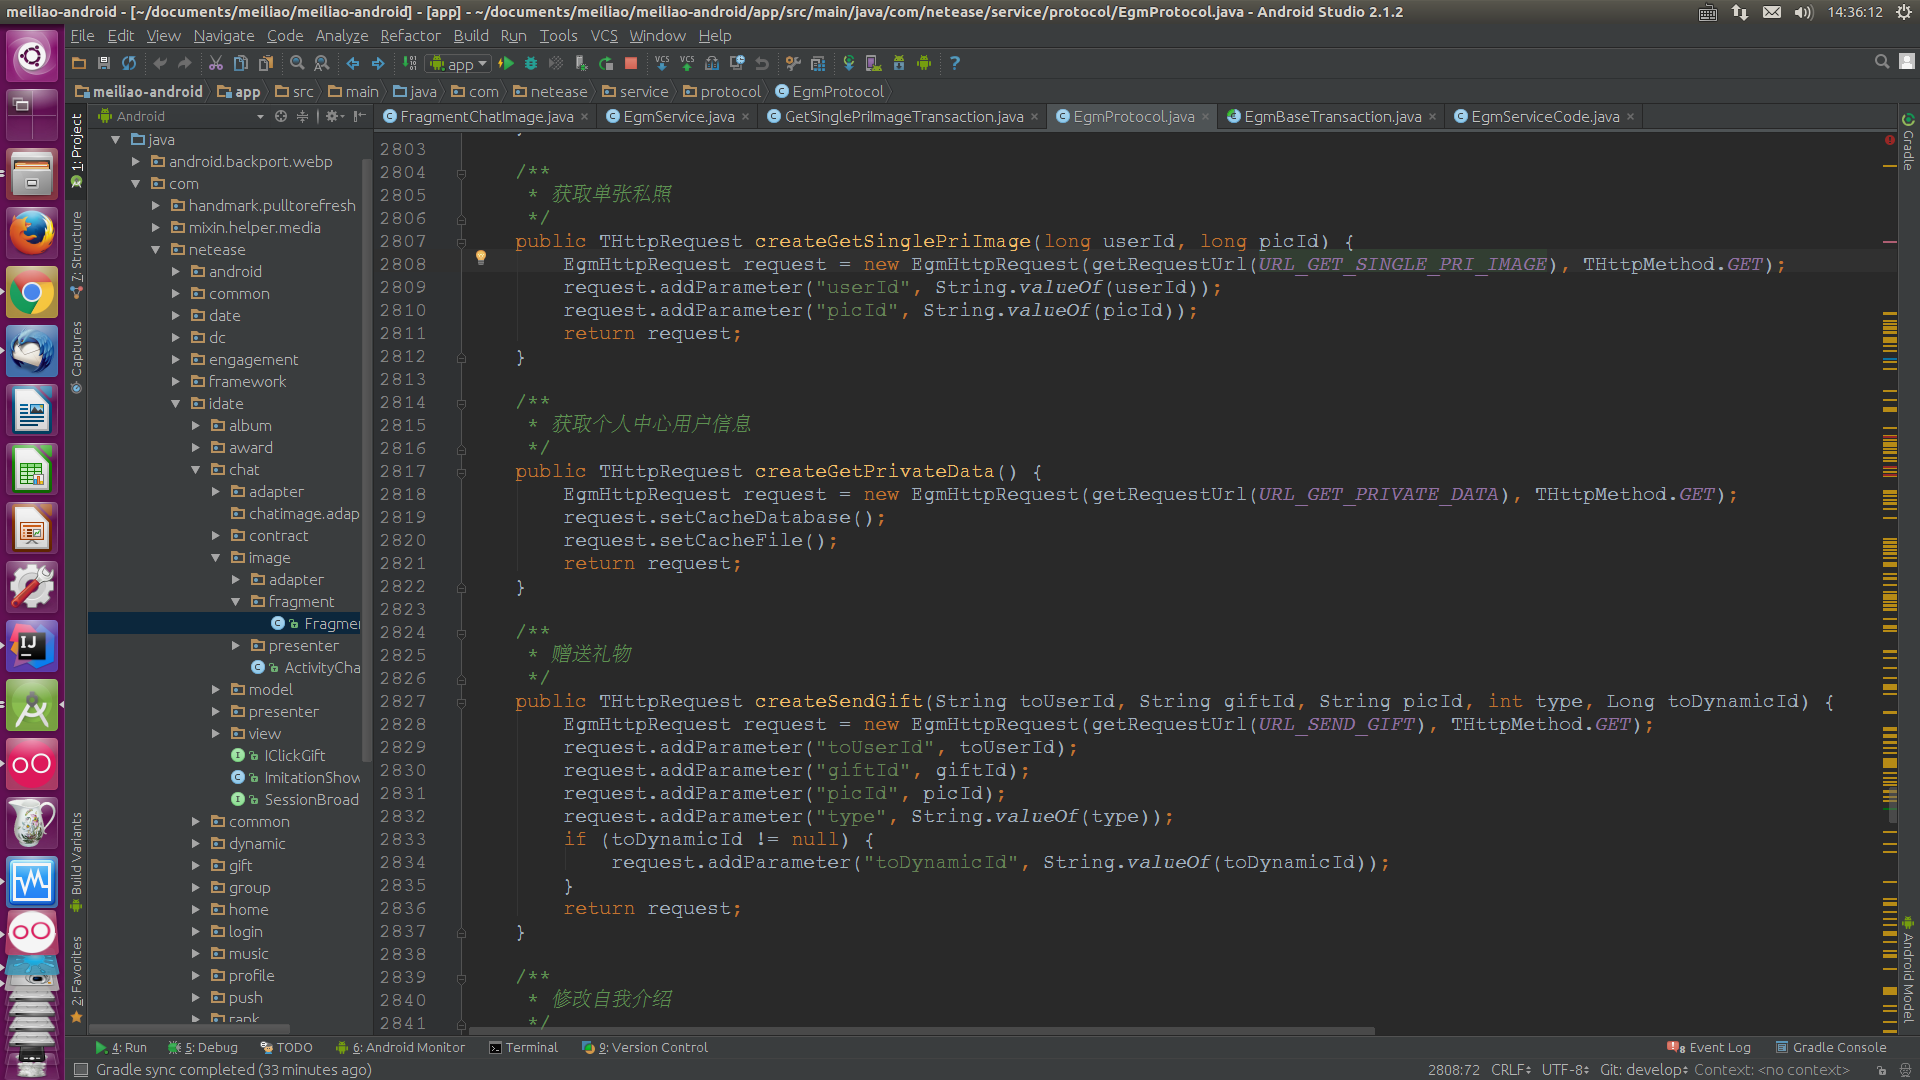 meiliao-android - [~/documents/meiliao/meiliao-android] - [app] - ~/documents/meiliao/meiliao-android/app/src/main/java/com/netease/service/protocol/EgmProtocol.java - Android Studio 2.1.2
14:36:12
File Edit View Navigate Code Analyze Refactor Build Run Tools VCS Window Help
app
meiliao-android app src main java com netease service protocol EgmProtocol
Android
FragmentChatImage.java EgmService.java GetSinglePriImageTransaction.java EgmProtocol.java EgmBaseTransaction.java EgmServiceCode.java
1: Project
7: Structure
Captures
Build Variants
2: Favorites
java
android.backport.webp
com
handmark.pulltorefresh
mixin.helper.media
netease
android
common
date
dc
engagement
framework
idate
album
award
chat
adapter
chatimage.adap
contract
image
adapter
fragment
Fragme
presenter
ActivityCha
model
presenter
view
IClickGift
ImitationShow
SessionBroad
common
dynamic
gift
group
home
login
music
profile
push
rank
2803
2804 /**
2805 * 获取单张私照
2806 */
2807 public THttpRequest createGetSinglePriImage(long userId, long picId) {
2808 EgmHttpRequest request = new EgmHttpRequest(getRequestUrl(URL_GET_SINGLE_PRI_IMAGE), THttpMethod.GET);
2809 request.addParameter("userId", String.valueOf(userId));
2810 request.addParameter("picId", String.valueOf(picId));
2811 return request;
2812 }
2813
2814 /**
2815 * 获取个人中心用户信息
2816 */
2817 public THttpRequest createGetPrivateData() {
2818 EgmHttpRequest request = new EgmHttpRequest(getRequestUrl(URL_GET_PRIVATE_DATA), THttpMethod.GET);
2819 request.setCacheDatabase();
2820 request.setCacheFile();
2821 return request;
2822 }
2823
2824 /**
2825 * 赠送礼物
2826 */
2827 public THttpRequest createSendGift(String toUserId, String giftId, String picId, int type, Long toDynamicId) {
2828 EgmHttpRequest request = new EgmHttpRequest(getRequestUrl(URL_SEND_GIFT), THttpMethod.GET);
2829 request.addParameter("toUserId", toUserId);
2830 request.addParameter("giftId", giftId);
2831 request.addParameter("picId", picId);
2832 request.addParameter("type", String.valueOf(type));
2833 if (toDynamicId != null) {
2834 request.addParameter("toDynamicId", String.valueOf(toDynamicId));
2835 }
2836 return request;
2837 }
2838
2839 /**
2840 * 修改自我介绍
2841 */
Gradle
Android Model
4: Run 5: Debug TODO 6: Android Monitor Terminal 9: Version Control
8 Event Log Gradle Console
Gradle sync completed (33 minutes ago)
2808:72 CRLF UTF-8 Git: develop Context: <no context>